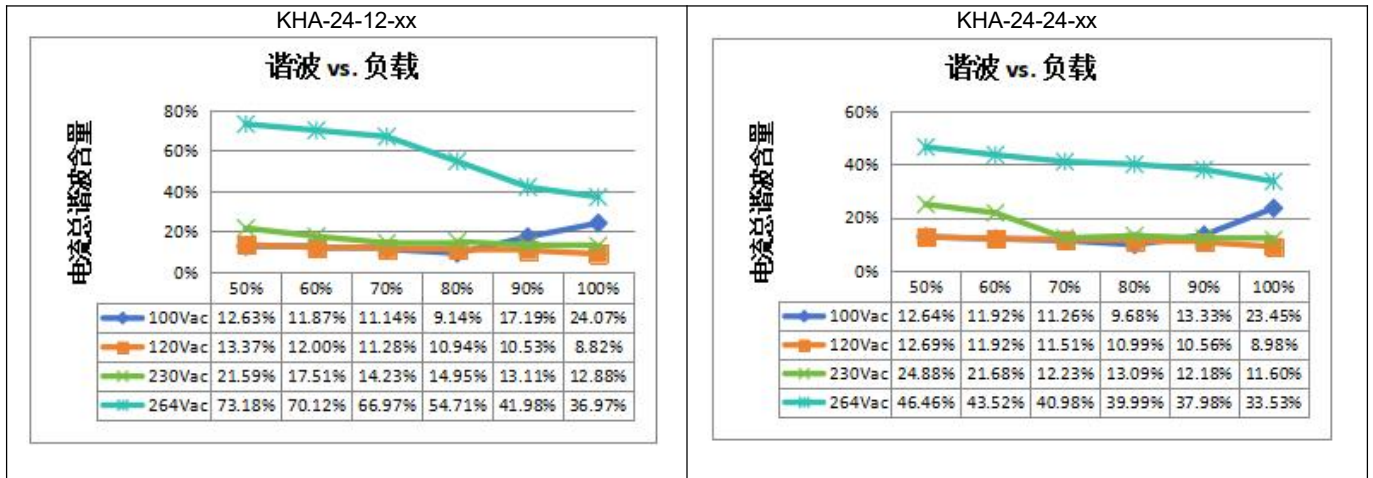 KHA-24-12-xx
谐波 vs. 负载
电流总谐波含量
80%
60%
40%
20%
0%
50% 60% 70% 80% 90% 100%
100Vac 12.63% 11.87% 11.14% 9.14% 17.19% 24.07%
120Vac 13.37% 12.00% 11.28% 10.94% 10.53% 8.82%
230Vac 21.59% 17.51% 14.23% 14.95% 13.11% 12.88%
264Vac 73.18% 70.12% 66.97% 54.71% 41.98% 36.97%
KHA-24-24-xx
谐波 vs. 负载
电流总谐波含量
60%
40%
20%
0%
50% 60% 70% 80% 90% 100%
100Vac 12.64% 11.92% 11.26% 9.68% 13.33% 23.45%
120Vac 12.69% 11.92% 11.51% 10.99% 10.56% 8.98%
230Vac 24.88% 21.68% 12.23% 13.09% 12.18% 11.60%
264Vac 46.46% 43.52% 40.98% 39.99% 37.98% 33.53%